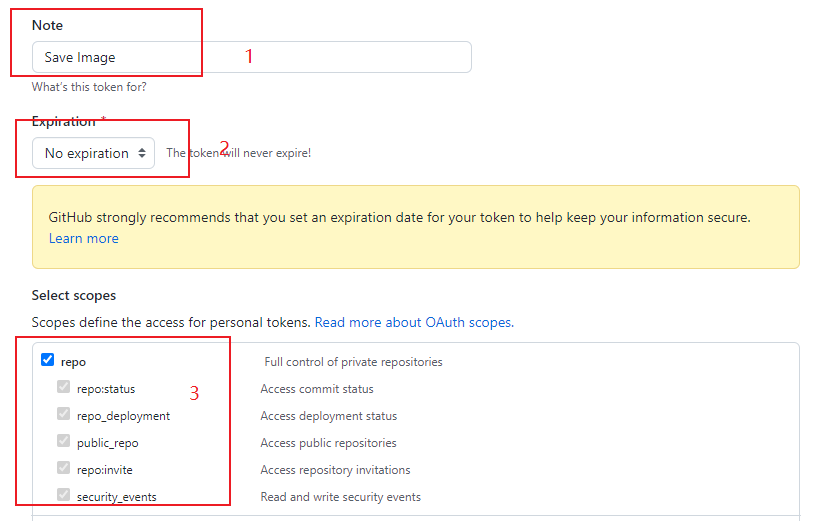 Note
Save Image
1
What's this token for?
Expiration *
No expiration
The token will never expire!
2
GitHub strongly recommends that you set an expiration date for your token to help keep your information secure.
Learn more
Select scopes
Scopes define the access for personal tokens. Read more about OAuth scopes.
repo Full control of private repositories
repo:status Access commit status
3
repo_deployment Access deployment status
public_repo Access public repositories
repo:invite Access repository invitations
security_events Read and write security events